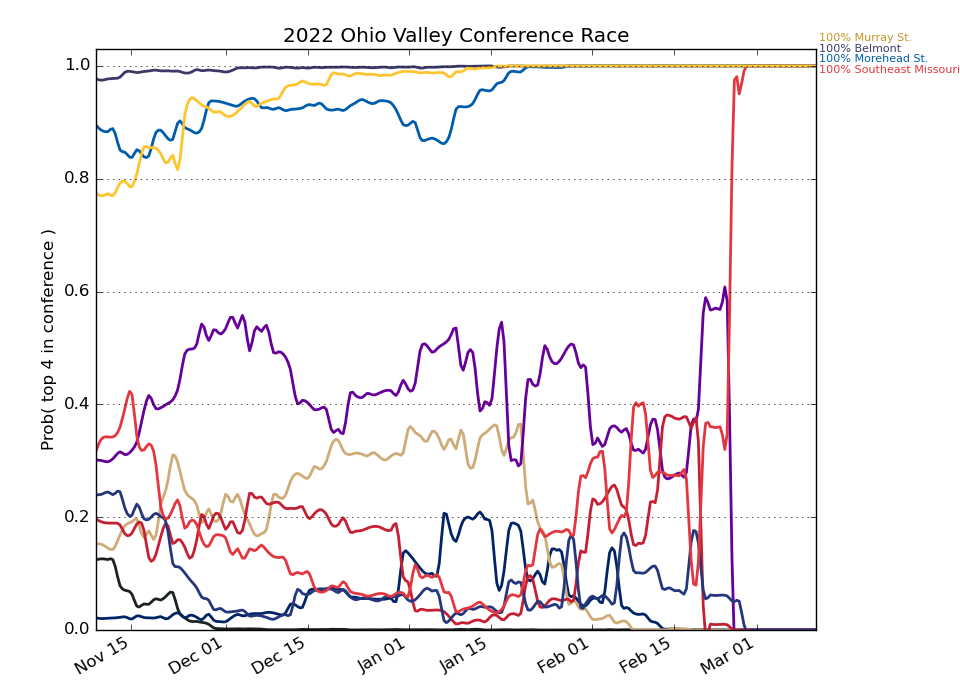 2022 Ohio Valley Conference Race
100% Murray St.
100% Belmont
100% Morehead St.
100% Southeast Missouri
Prob( top 4 in conference )
1.0
0.8
0.6
0.4
0.2
0.0
Nov 15
Dec 01
Dec 15
Jan 01
Jan 15
Feb 01
Feb 15
Mar 01